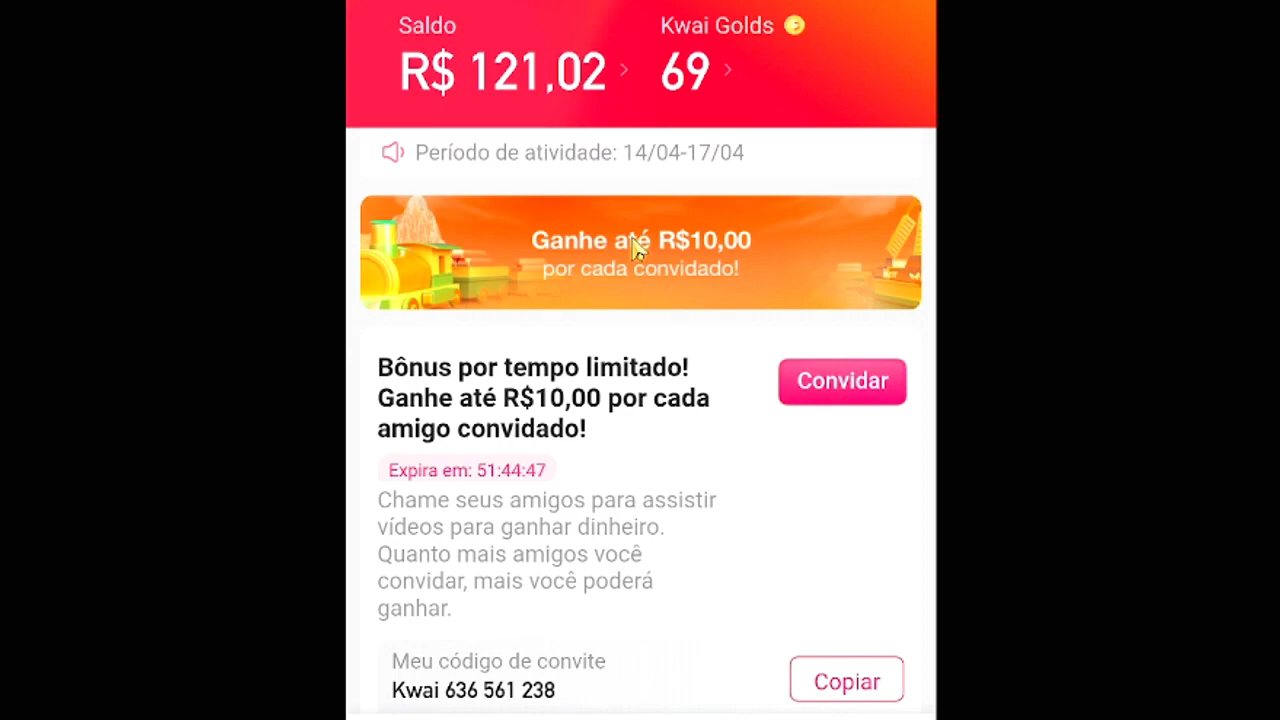 Saldo
Kwai Golds
R$ 121,02
69
Período de atividade: 14/04-17/04
Ganhe até R$10,00
por cada convidado!
Bônus por tempo limitado!
Ganhe até R$10,00 por cada
amigo convidado!
Convidar
Expira em: 51:44:47
Chame seus amigos para assistir
vídeos para ganhar dinheiro.
Quanto mais amigos você
convidar, mais você poderá
ganhar.
Meu código de convite
Kwai 636 561 238
Copiar